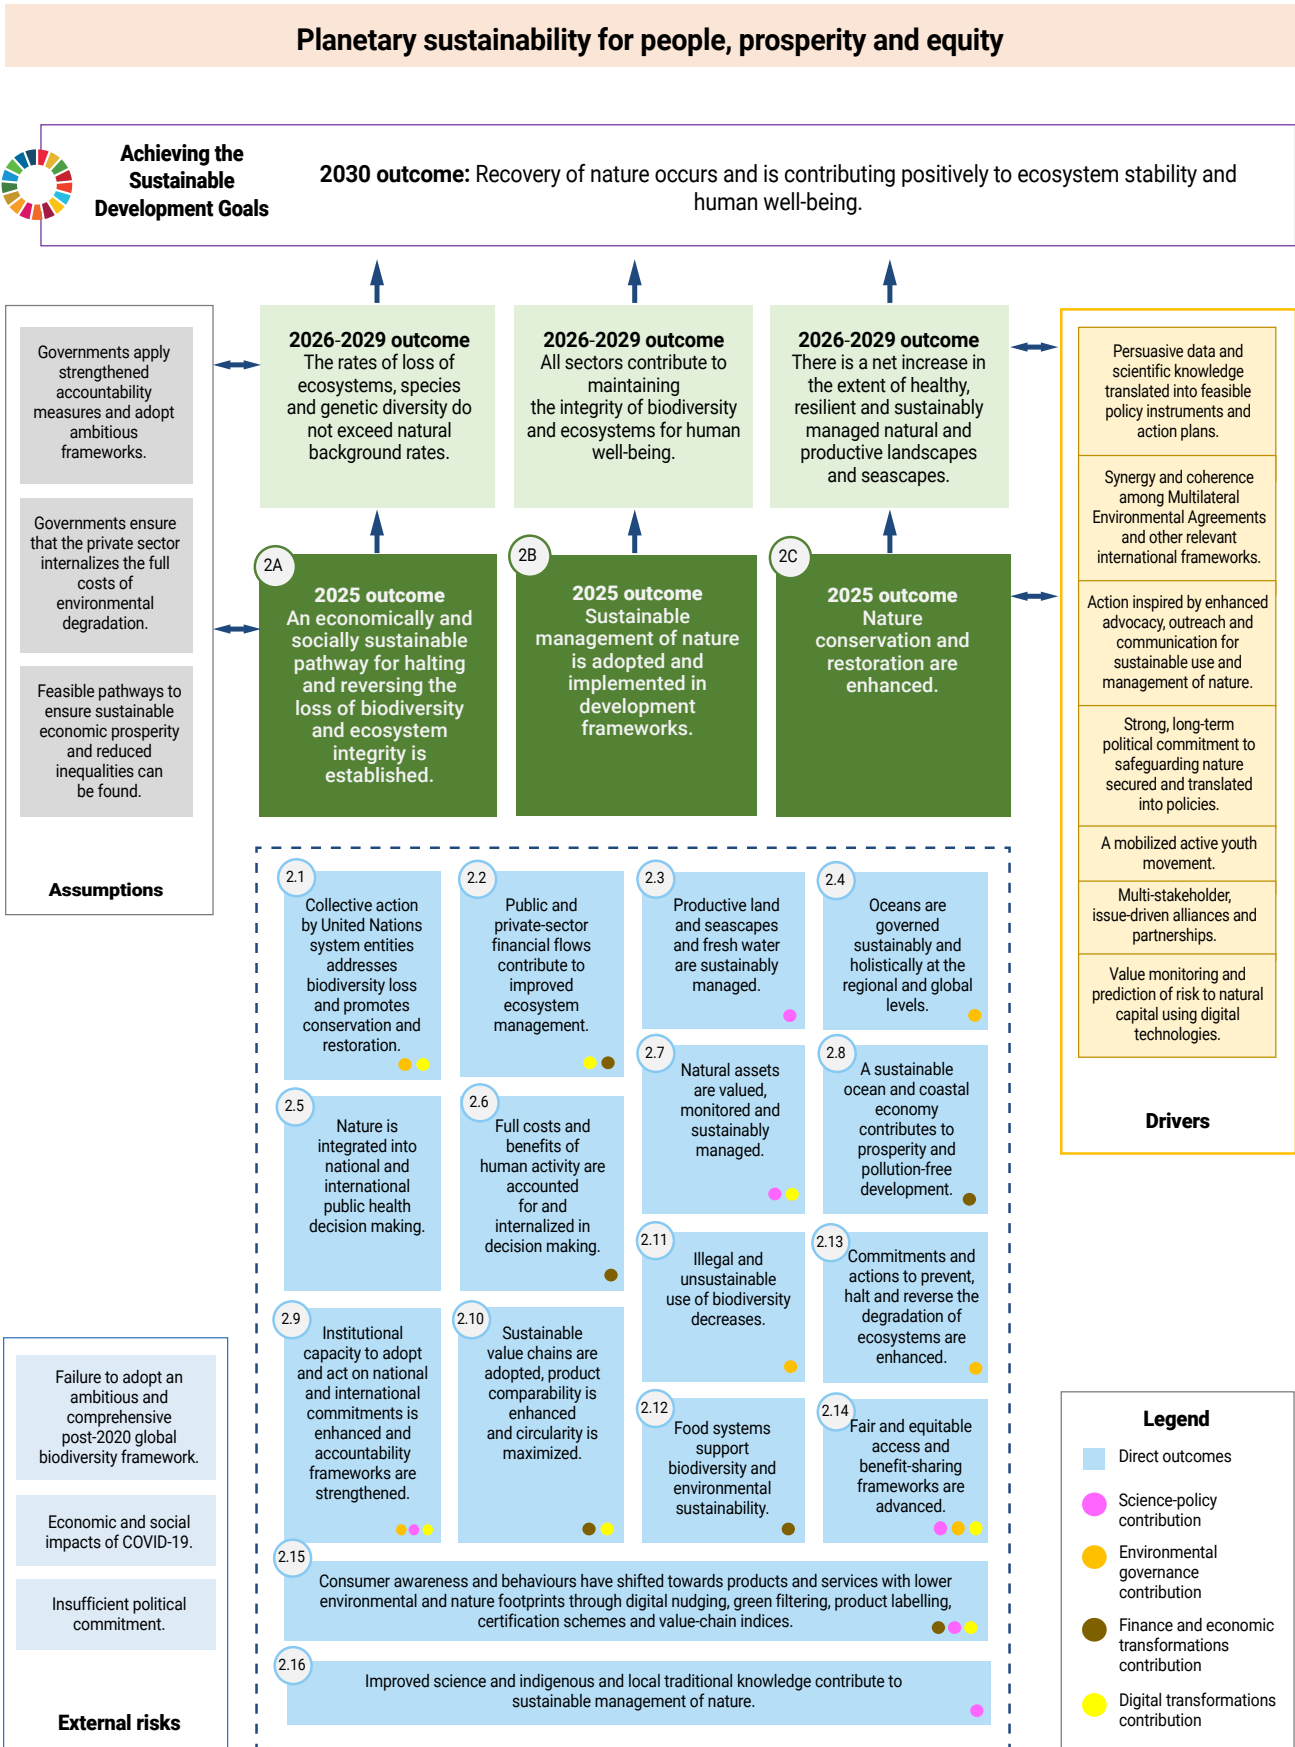 Planetary sustainability for people, prosperity and equity
Achieving the
Sustainable
Development Goals
2030 outcome: Recovery of nature occurs and is contributing positively to ecosystem stability and
human well-being.
Governments apply
strengthened
accountability
measures and adopt
ambitious
frameworks.
Governments ensure
that the private sector
internalizes the full
costs of
environmental
degradation.
Feasible pathways to
ensure sustainable
economic prosperity
and reduced
inequalities can
be found.
Assumptions
2026-2029 outcome
The rates of loss of
ecosystems, species
and genetic diversity do
not exceed natural
background rates.
2026-2029 outcome
All sectors contribute to
maintaining
the integrity of biodiversity
and ecosystems for human
well-being.
2026-2029 outcome
There is a net increase in
the extent of healthy,
resilient and sustainably
managed natural and
productive landscapes
and seascapes.
2A
2025 outcome
An economically and
socially sustainable
pathway for halting
and reversing the
loss of biodiversity
and ecosystem
integrity is
established.
2B
2025 outcome
Sustainable
management of nature
is adopted and
implemented in
development
frameworks.
2C
2025 outcome
Nature
conservation and
restoration are
enhanced.
Persuasive data and
scientific knowledge
translated into feasible
policy instruments and
action plans.
Synergy and coherence
among Multilateral
Environmental Agreements
and other relevant
international frameworks.
Action inspired by enhanced
advocacy, outreach and
communication for
sustainable use and
management of nature.
Strong, long-term
political commitment to
safeguarding nature
secured and translated
into policies.
A mobilized active youth
movement.
Multi-stakeholder,
issue-driven alliances and
partnerships.
Value monitoring and
prediction of risk to natural
capital using digital
technologies.
Drivers
2.1
Collective action
by United Nations
system entities
addresses
biodiversity loss
and promotes
conservation and
restoration.
2.2
Public and
private-sector
financial flows
contribute to
improved
ecosystem
management.
2.3
Productive land
and seascapes
and fresh water
are sustainably
managed.
2.4
Oceans are
governed
sustainably and
holistically at the
regional and global
levels.
2.5
Nature is
integrated into
national and
international
public health
decision making.
2.6
Full costs and
benefits of
human activity are
accounted
for and
internalized in
decision making.
2.7
Natural assets
are valued,
monitored and
sustainably
managed.
2.8
A sustainable
ocean and coastal
economy
contributes to
prosperity and
pollution-free
development.
2.9
Institutional
capacity to adopt
and act on national
and international
commitments is
enhanced and
accountability
frameworks are
strengthened.
2.10
Sustainable
value chains are
adopted, product
comparability is
enhanced
and circularity is
maximized.
2.11
Illegal and
unsustainable
use of biodiversity
decreases.
2.13
Commitments and
actions to prevent,
halt and reverse the
degradation of
ecosystems are
enhanced.
2.12
Food systems
support
biodiversity and
environmental
sustainability.
2.14
Fair and equitable
access and
benefit-sharing
frameworks are
advanced.
2.15
Consumer awareness and behaviours have shifted towards products and services with lower
environmental and nature footprints through digital nudging, green filtering, product labelling,
certification schemes and value-chain indices.
2.16
Improved science and indigenous and local traditional knowledge contribute to
sustainable management of nature.
Failure to adopt an
ambitious and
comprehensive
post-2020 global
biodiversity framework.
Economic and social
impacts of COVID-19.
Insufficient political
commitment.
External risks
Legend
Direct outcomes
Science-policy
contribution
Environmental
governance
contribution
Finance and economic
transformations
contribution
Digital transformations
contribution